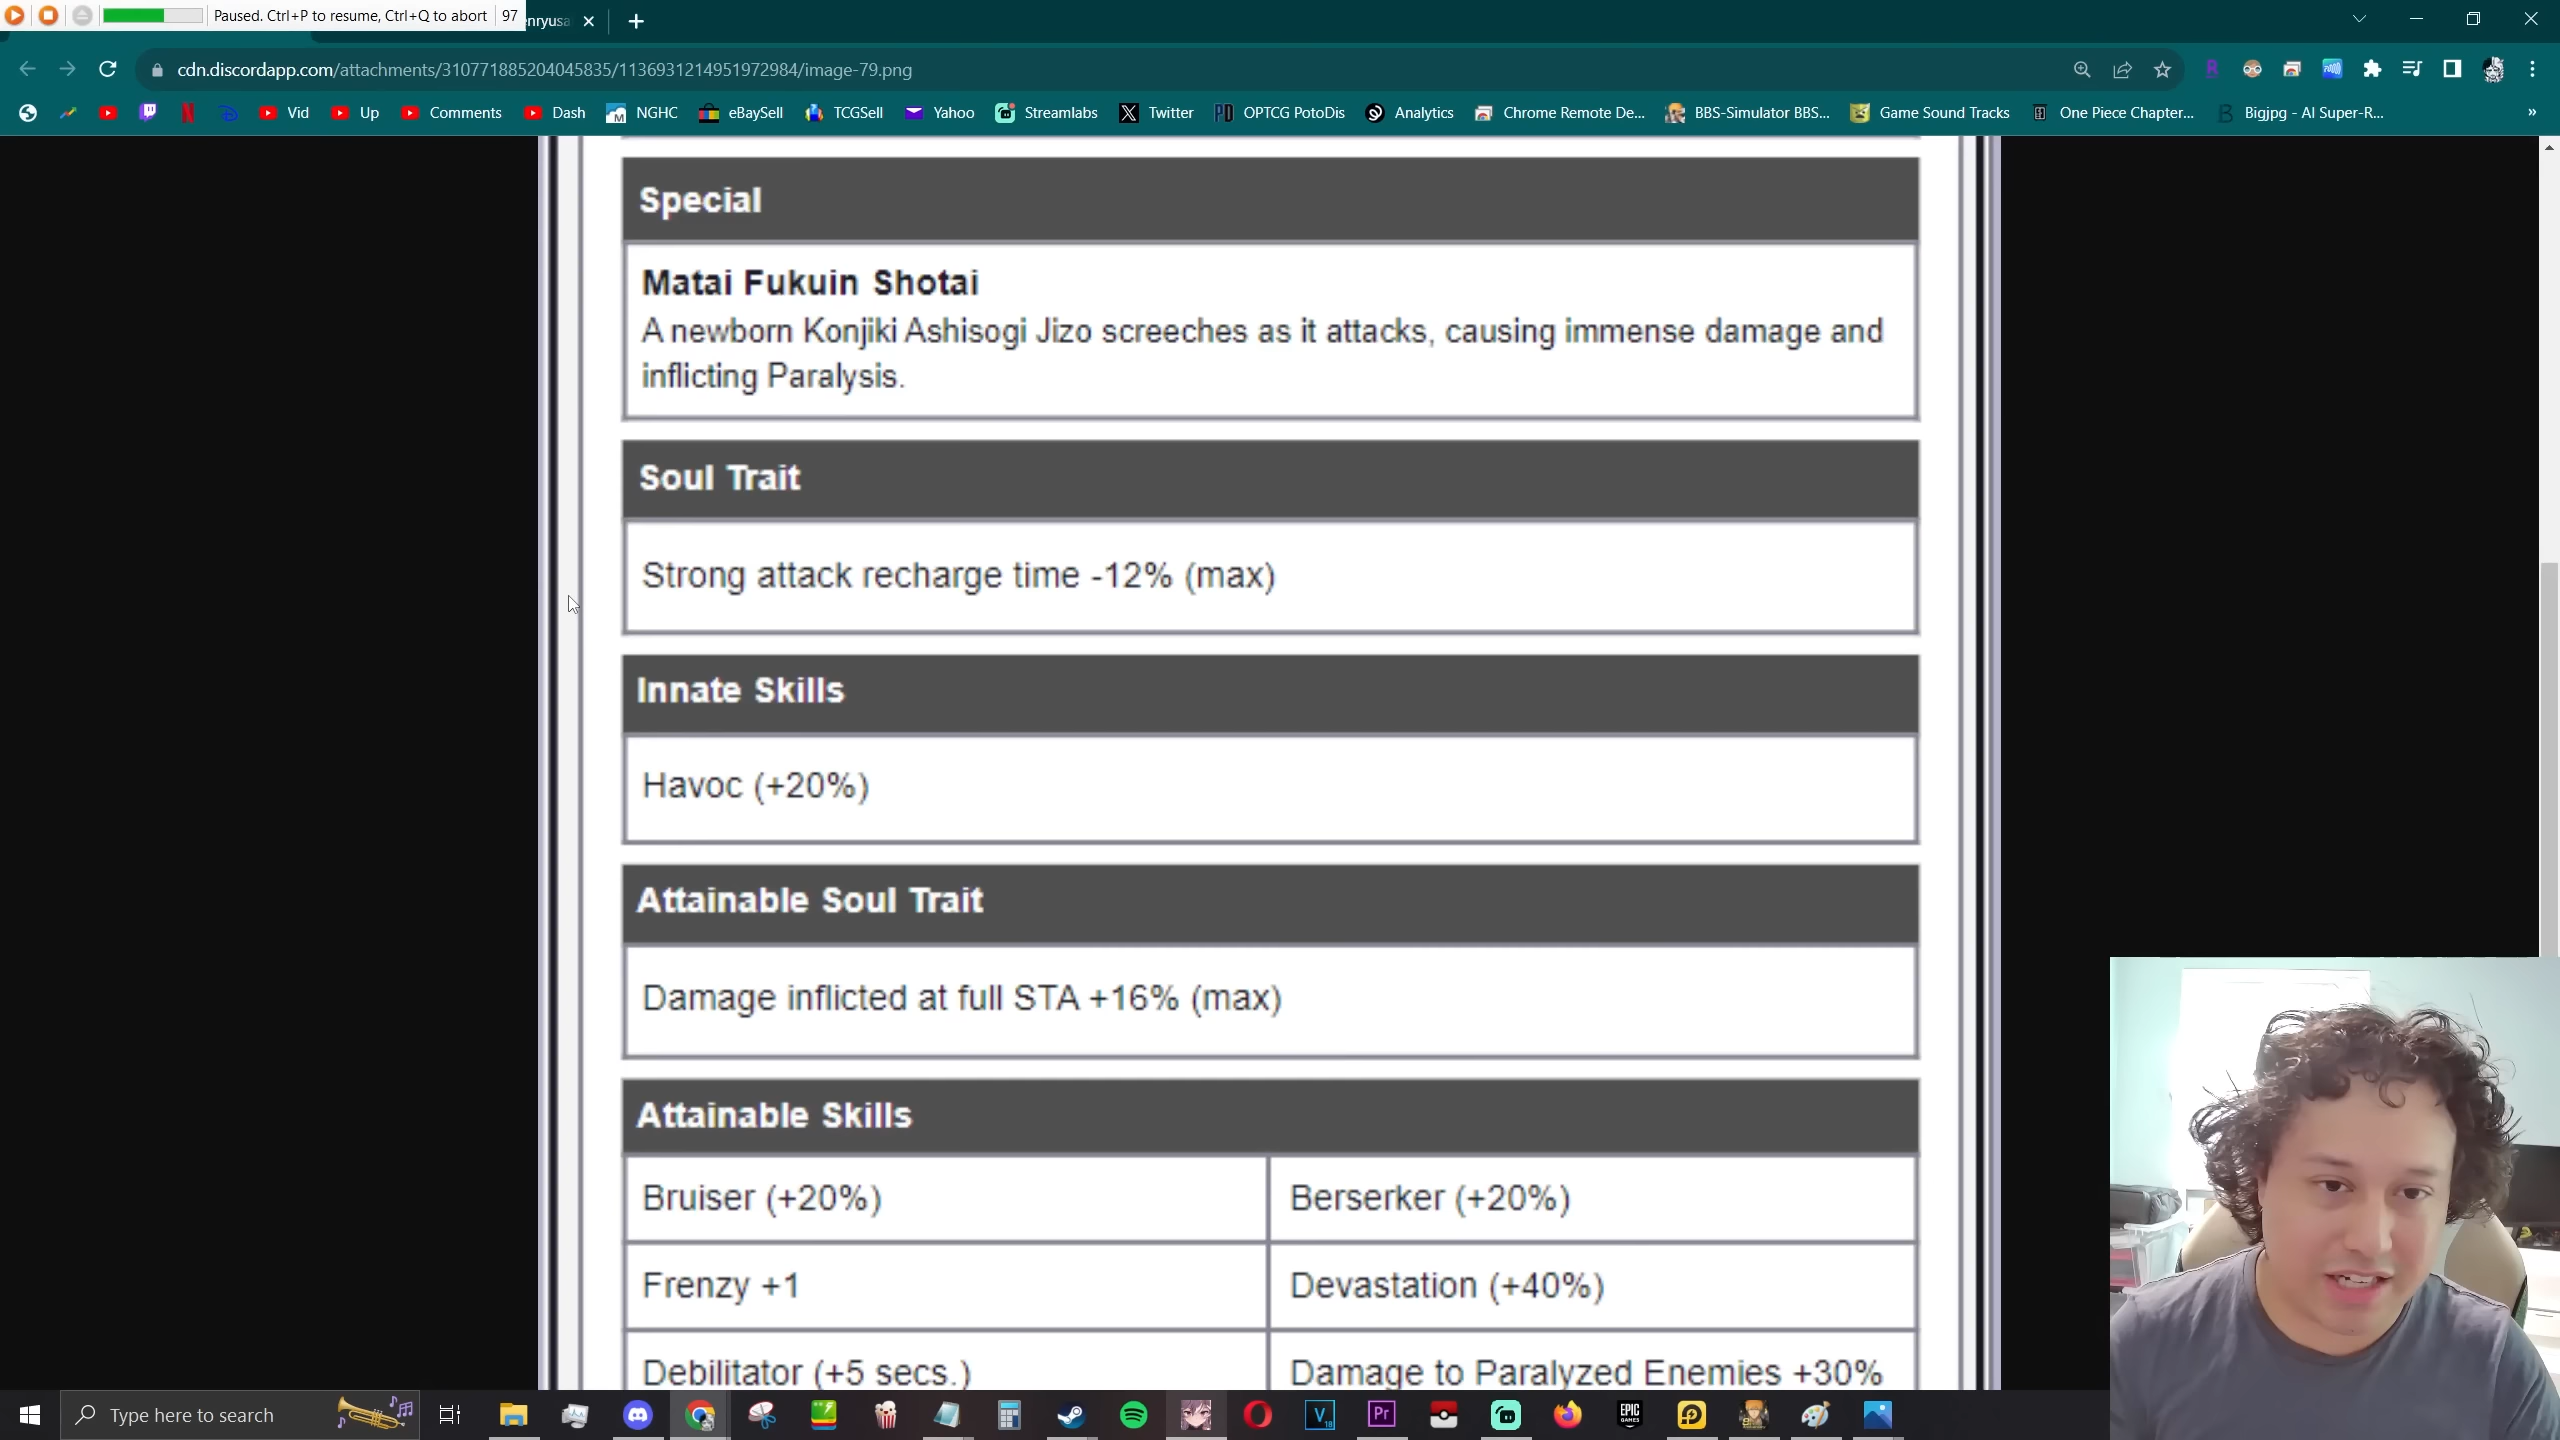 Paused. Ctrl+P to resume, Ctrl+Q to abort 97
enryusa
cdn.discordapp.com/attachments/310771885204045835/1136931214951972984/image-79.png
Vid Up Comments Dash NGHC eBaySell TCGSell Yahoo Streamlabs Twitter OPTCG PotoDis Analytics Chrome Remote De... BBS-Simulator BBS... Game Sound Tracks One Piece Chapter... Bigjpg - AI Super-R... »
Special
Matai Fukuin Shotai
A newborn Konjiki Ashisogi Jizo screeches as it attacks, causing immense damage and
inflicting Paralysis.
Soul Trait
Strong attack recharge time -12% (max)
Innate Skills
Havoc (+20%)
Attainable Soul Trait
Damage inflicted at full STA +16% (max)
Attainable Skills
Bruiser (+20%) Berserker (+20%)
Frenzy +1 Devastation (+40%)
Debilitator (+5 secs.) Damage to Paralyzed Enemies +30%
Type here to search